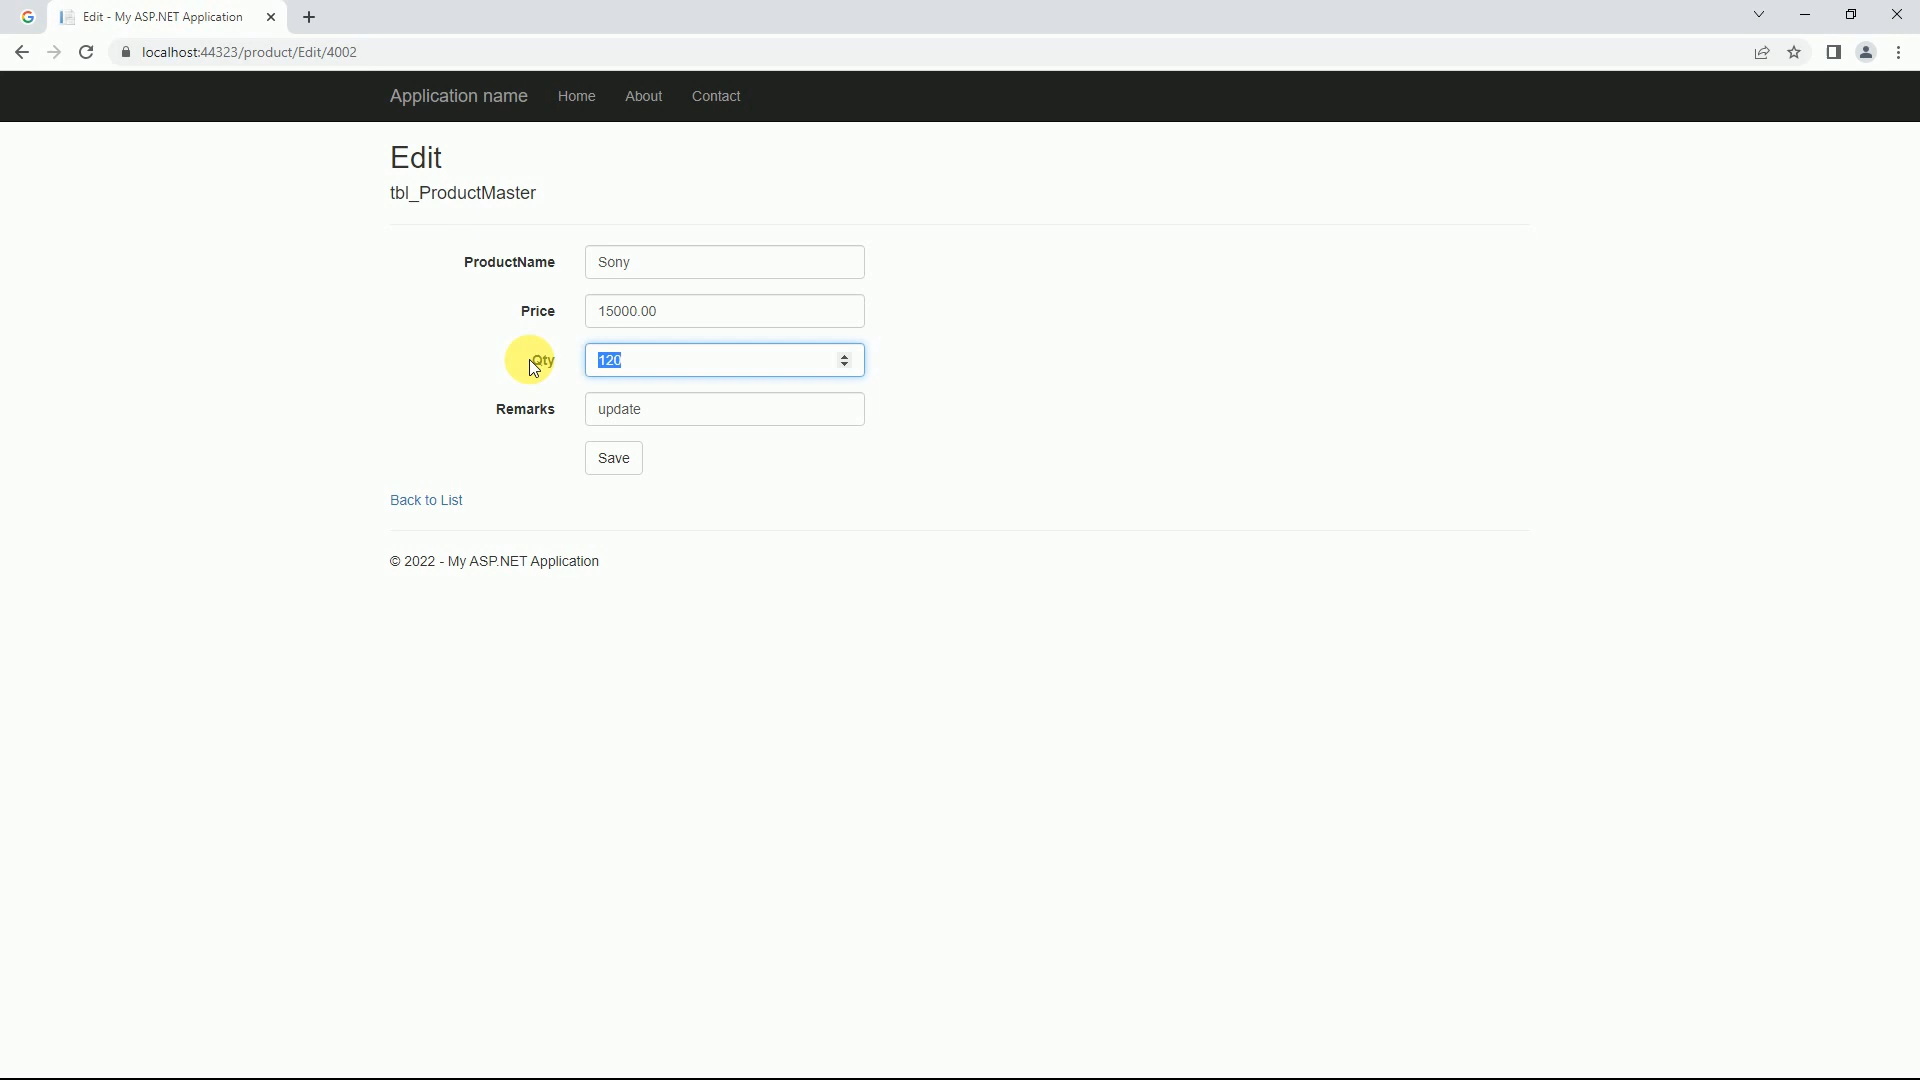 Edit - My ASP.NET Application
localhost:44323/product/Edit/4002
Application name Home About Contact
Edit
tbl_ProductMaster
ProductName Sony
Price 15000.00
Qty 120
Remarks update
Save
Back to List
© 2022 - My ASP.NET Application